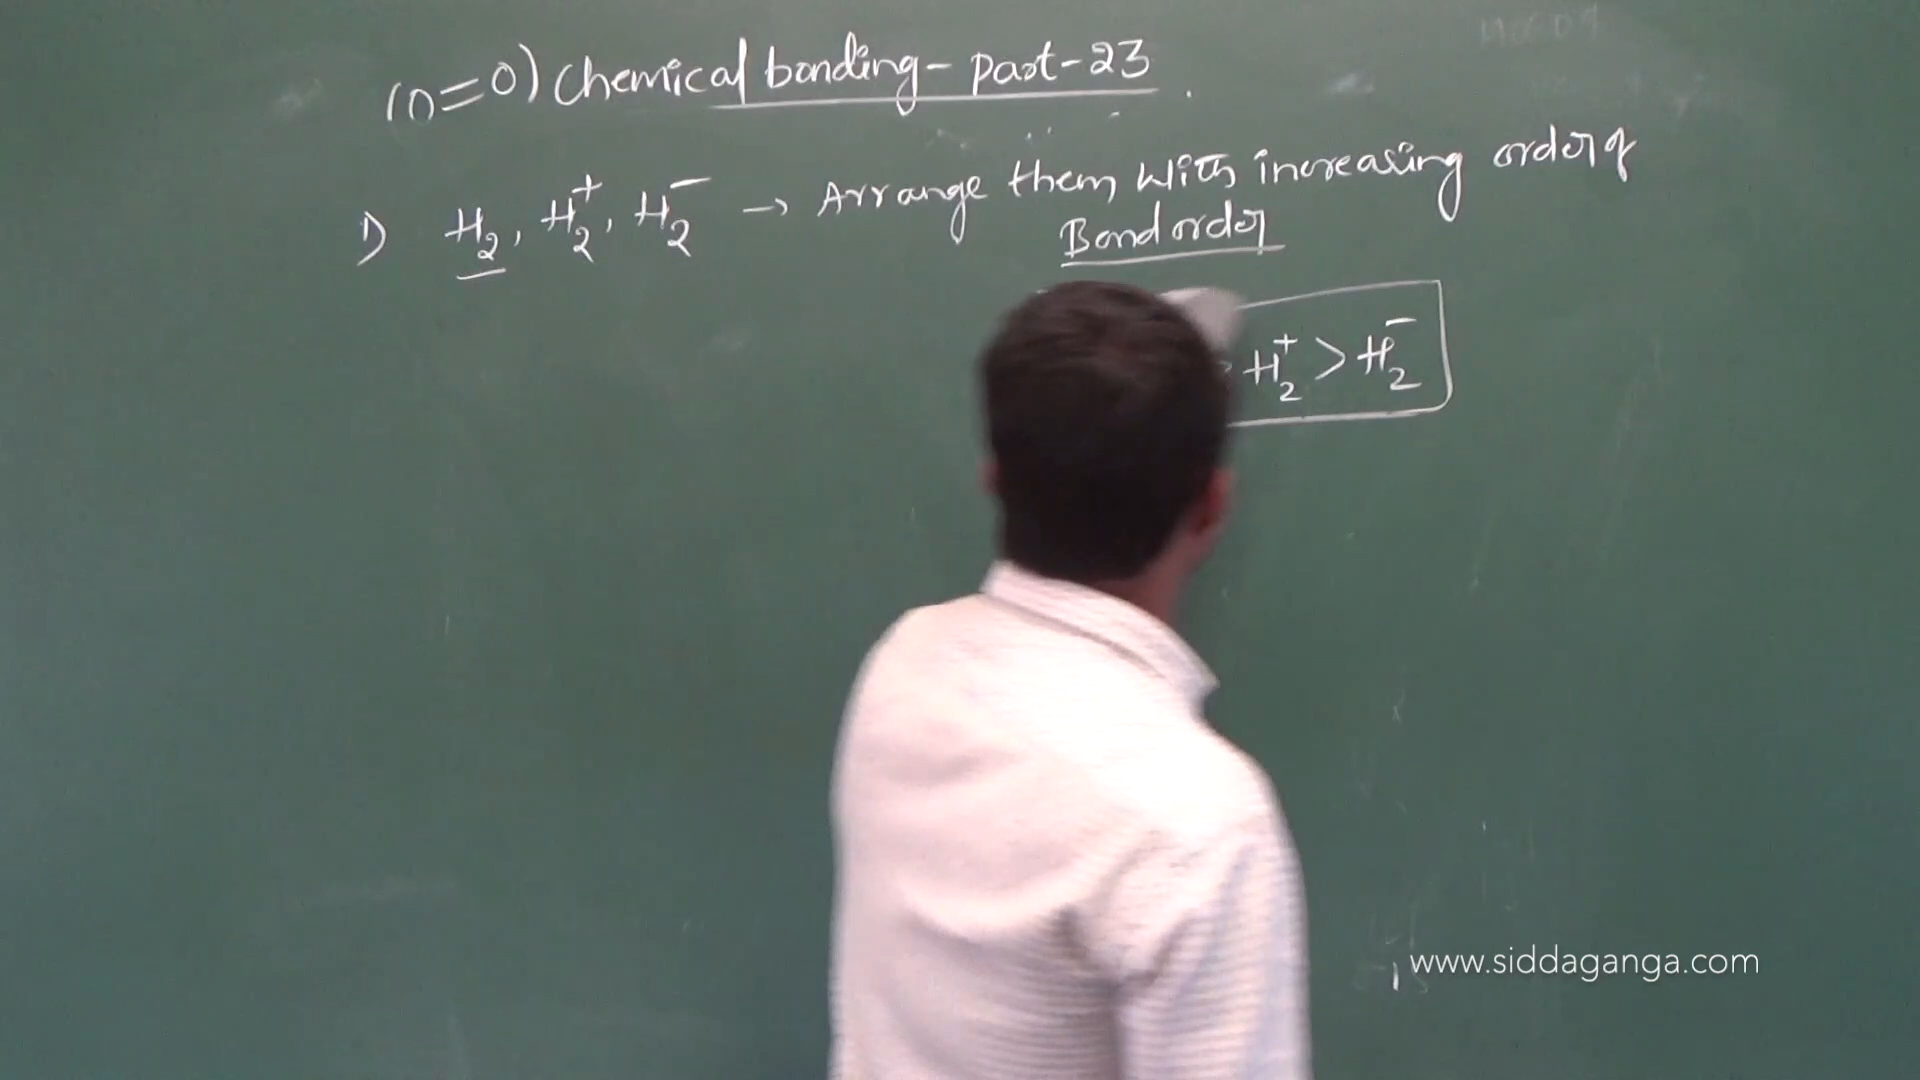 (n=0) Chemical bonding - Part-23
1) H₂, H₂⁺, H₂⁻ → Arrange them with increasing order of
Bond order
H₂⁺ > H₂⁻
www.siddaganga.com